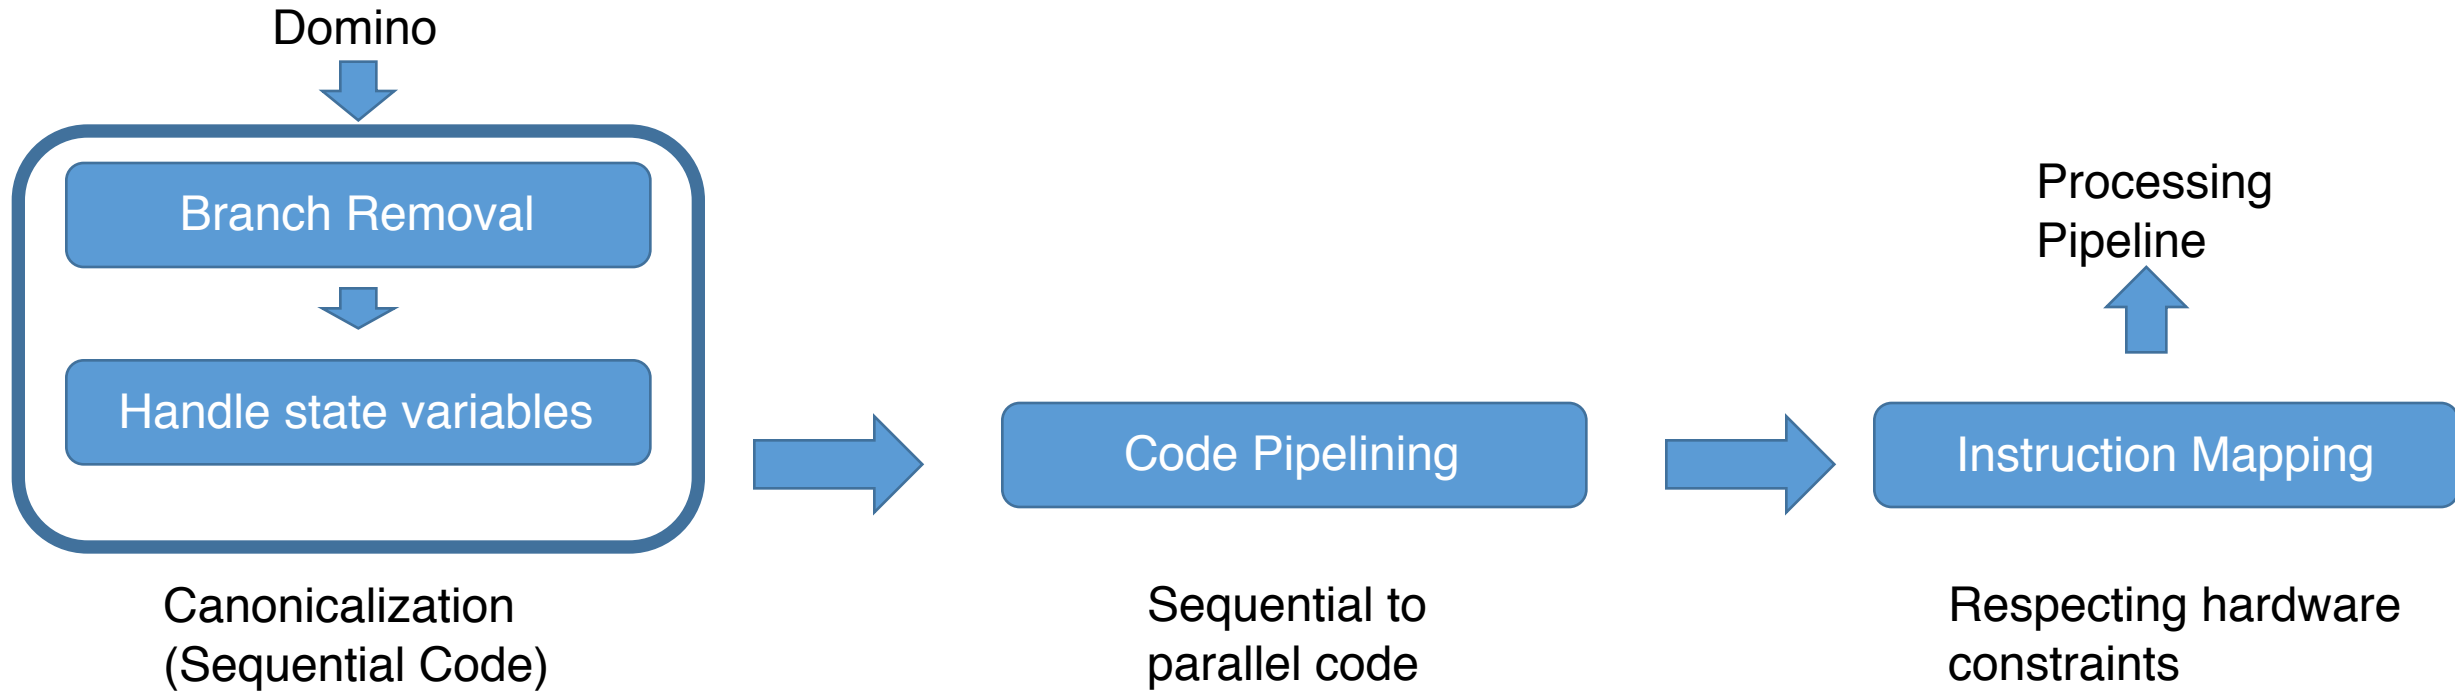 Domino
Branch Removal
Handle state variables
Canonicalization
(Sequential Code)
Code Pipelining
Sequential to
parallel code
Processing
Pipeline
Instruction Mapping
Respecting hardware
constraints